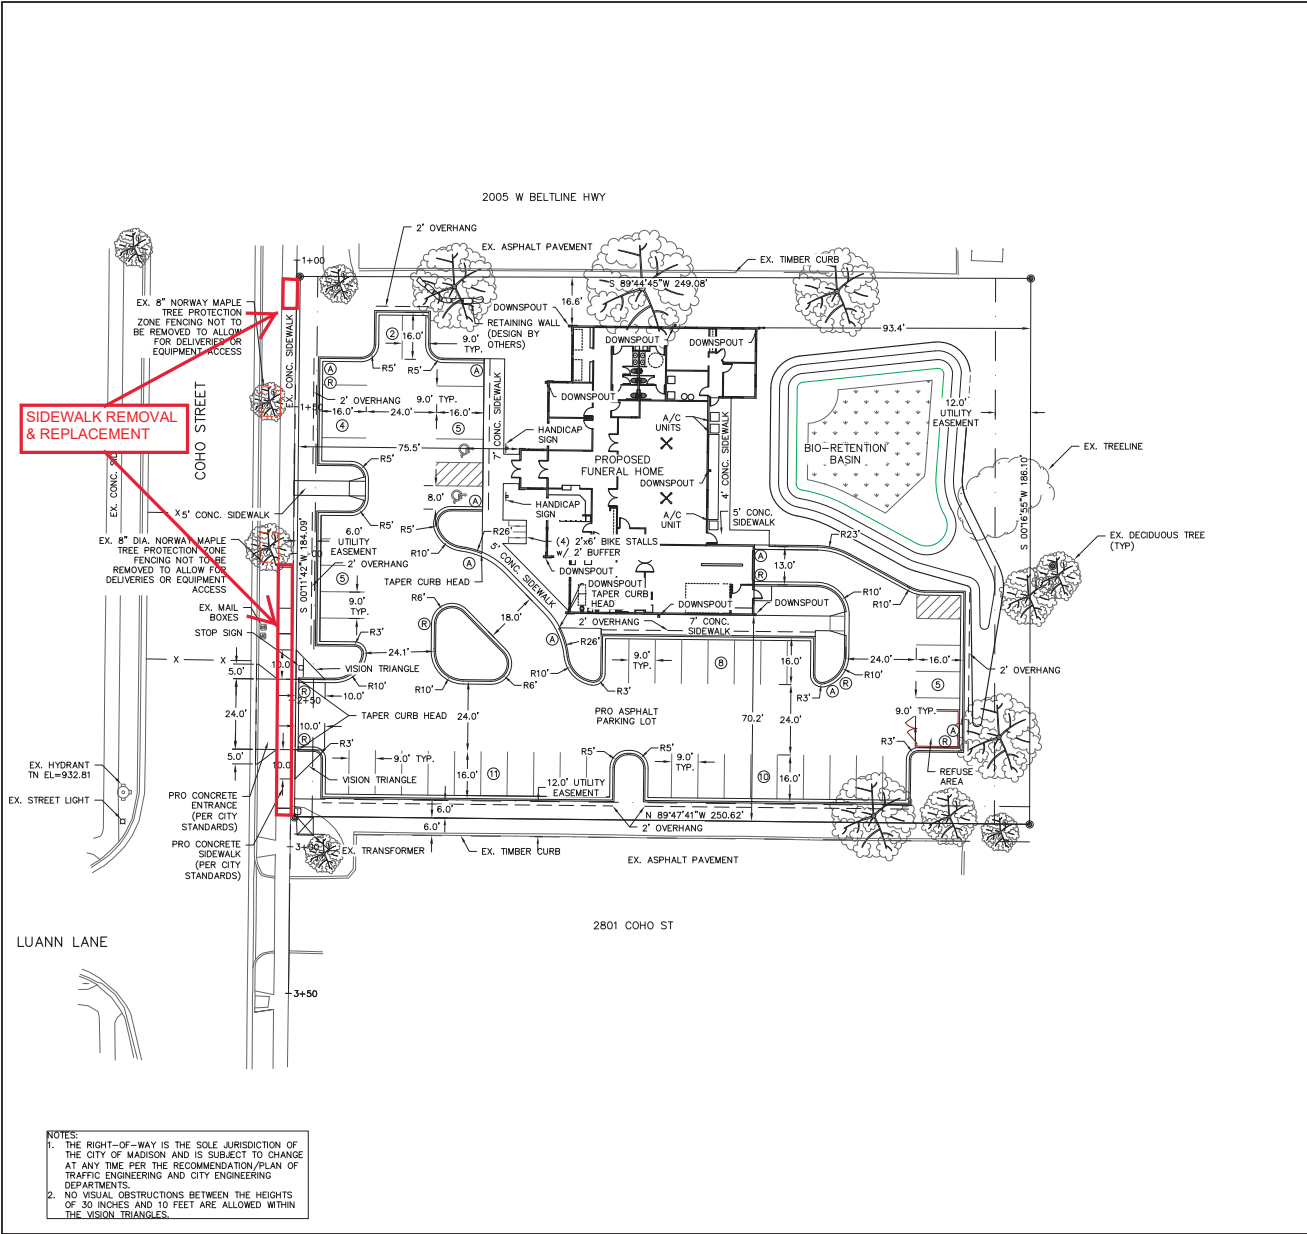 2005 W BELTLINE HWY
2' OVERHANG
EX. ASPHALT PAVEMENT
EX. TIMBER CURB
1+00
S 89°44'45"W 249.08'
EX. 8" NORWAY MAPLE
TREE PROTECTION
ZONE FENCING NOT TO
BE REMOVED TO ALLOW
FOR DELIVERIES OR
EQUIPMENT ACCESS
EX. CONC. SIDEWALK
2
16.0'
9.0'
TYP.
R5'
R5'
DOWNSPOUT
RETAINING WALL
(DESIGN BY
OTHERS)
16.6'
DOWNSPOUT
DOWNSPOUT
93.4'
A
R
A
SIDEWALK REMOVAL
& REPLACEMENT
COHO STREET
1+50
2' OVERHANG
9.0' TYP.
16.0'
24.0'
16.0'
4
5
75.5'
7' CONC. SIDEWALK
HANDICAP
SIGN
DOWNSPOUT
A/C
UNITS
PROPOSED
FUNERAL HOME
DOWNSPOUT
4' CONC. SIDEWALK
BIO-RETENTION
BASIN
12.0'
UTILITY
EASEMENT
EX. TREELINE
S 00°16'55"W 186.10'
EX. CONC.
X
5' CONC. SIDEWALK
R5'
R5'
8.0'
A
R5'
R10'
R26'
HANDICAP
SIGN
A/C
UNIT
5' CONC.
SIDEWALK
R23'
EX. DECIDUOUS TREE
(TYP)
EX. 8" DIA. NORWAY MAPLE
TREE PROTECTION ZONE
FENCING NOT TO BE
REMOVED TO ALLOW FOR
DELIVERIES OR EQUIPMENT
ACCESS
S 00°11'42"W 184.09'
6.0'
UTILITY
EASEMENT
2' OVERHANG
5
9.0'
TYP.
TAPER CURB HEAD
A
5' CONC. SIDEWALK
(4) 2'x6' BIKE STALLS
w/ 2' BUFFER
DOWNSPOUT
DOWNSPOUT
TAPER CURB
HEAD
A
R
13.0'
R10'
R10'
EX. MAIL
BOXES
STOP SIGN
R6'
R
18.0'
DOWNSPOUT
DOWNSPOUT
2' OVERHANG
7' CONC.
SIDEWALK
R3'
A
R26'
X
X
10.0'
5.0'
VISION TRIANGLE
24.1'
R10'
R10'
R6'
R10'
R3'
9.0'
TYP.
8
16.0'
R10'
R3'
A
R
24.0'
16.0'
2' OVERHANG
5
R
2+50
10.0'
24.0'
TAPER CURB HEAD
24.0'
PRO ASPHALT
PARKING LOT
70.2'
24.0'
9.0' TYP.
10.0'
R
R3'
R3'
A
R
5.0'
10.0'
9.0' TYP.
R5'
R5'
9.0'
TYP.
REFUSE
AREA
EX. HYDRANT
TN EL=932.81
VISION TRIANGLE
16.0'
11
12.0' UTILITY
EASEMENT
10
16.0'
EX. STREET LIGHT
PRO CONCRETE
ENTRANCE
(PER CITY
STANDARDS)
6.0'
N 89°47'41"W 250.62'
6.0'
2' OVERHANG
PRO CONCRETE
SIDEWALK
(PER CITY
STANDARDS)
3+00
EX. TRANSFORMER
EX. TIMBER CURB
EX. ASPHALT PAVEMENT
2801 COHO ST
LUANN LANE
3+50
NOTES:
1. THE RIGHT-OF-WAY IS THE SOLE JURISDICTION OF
THE CITY OF MADISON AND IS SUBJECT TO CHANGE
AT ANY TIME PER THE RECOMMENDATION/PLAN OF
TRAFFIC ENGINEERING AND CITY ENGINEERING
DEPARTMENTS.
2. NO VISUAL OBSTRUCTIONS BETWEEN THE HEIGHTS
OF 30 INCHES AND 10 FEET ARE ALLOWED WITHIN
THE VISION TRIANGLES.